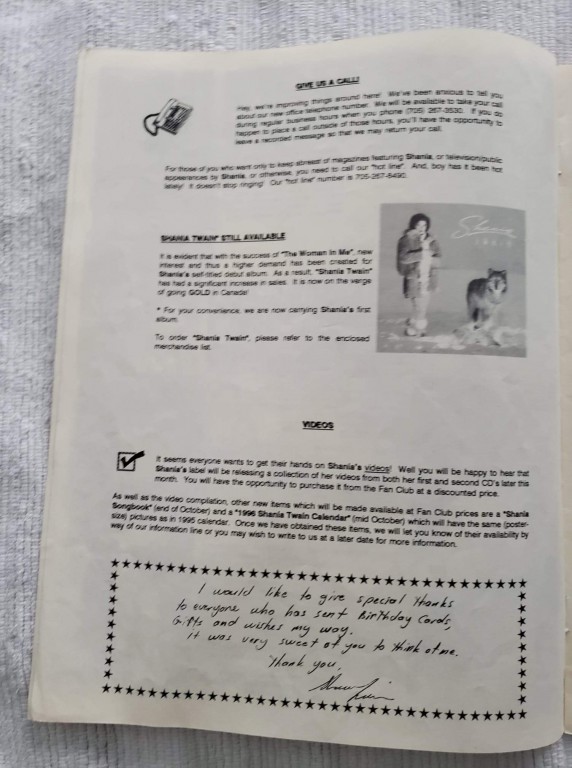 GIVE US A CALL!
Hey, we're improving things around here! We've been anxious to tell you
about our new office telephone number. We will be available to take your call
during regular business hours when you phone (705) 267-3530. If you do
happen to place a call outside of those hours, you'll have the opportunity to
leave a recorded message so that we may return your call.
For those of you who want only to keep abreast of magazines featuring Shania, or television/public
appearances by Shania, or otherwise, you need to call our "hot line". And, boy has it been hot
lately! It doesn't stop ringing! Our "hot line" number is 705-267-8490.
SHANIA TWAIN" STILL AVAILABLE
It is evident that with the success of "The Woman In Me", new
interest and thus a higher demand has been created for
Shania's self-titled debut album. As a result, "Shania Twain"
has had a significant increase in sales. It is now on the verge
of going GOLD in Canada!
* For your convenience, we are now carrying Shania's first
album.
To order "Shania Twain", please refer to the enclosed
merchandise list.
Shania
TWAIN
VIDEOS
It seems everyone wants to get their hands on Shania's videos! Well you will be happy to hear that
Shania's label will be releasing a collection of her videos from both her first and second CD's later this
month. You will have the opportunity to purchase it from the Fan Club at a discounted price.
As well as the video compilation, other new items which will be made available at Fan Club prices are a "Shania
Songbook" (end of October) and a "1996 Shania Twain Calendar" (mid October) which will have the same (poster-
size) pictures as in 1995 calendar. Once we have obtained these items, we will let you know of their availability by
way of our information line or you may wish to write to us at a later date for more information.
I would like to give special thanks
to everyone who has sent Birthday Cards,
Gifts and wishes my way.
it was very sweet of you to think of me.
Thank you,
Shania Twain